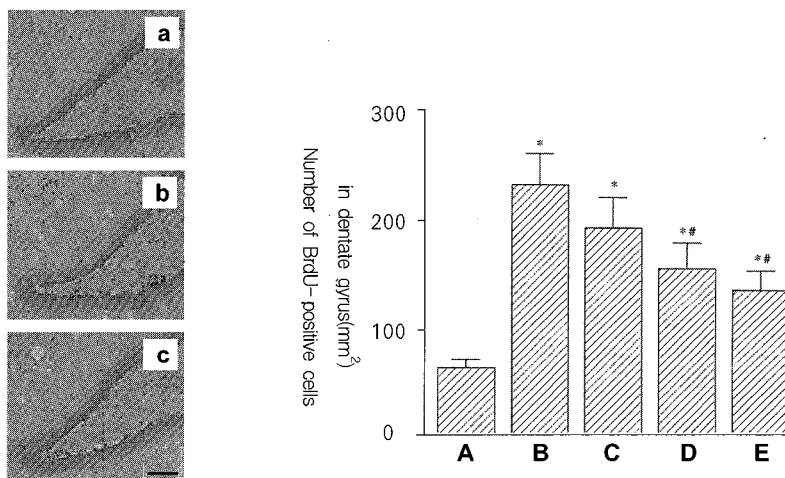 a
b
c
Number of BrdU- positive cells
in dentate gyrus(mm²)
300
200
100
0
*
*
*#
*#
A B C D E